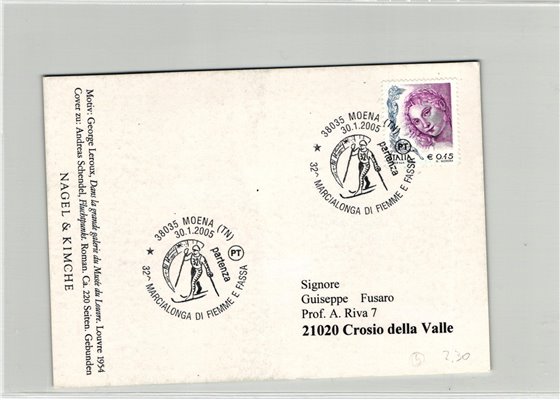 Motiv: George Leroux, Dans la grande galerie du Musée du Louvre. Louvre 1954
Cover zu: Andreas Schendel, Fluchtpunkt. Roman. Ca. 220 Seiten. Gebunden
NAGEL & KIMCHE
ITALIA
€ 0,45
38035 MOENA (TN)
30.1.2005
PT
partenza
32^ MARCIALONGA DI FIEMME E FASSA
38035 MOENA (TN)
30.1.2005
PT
partenza
32^ MARCIALONGA DI FIEMME E FASSA
Signore
Guiseppe Fusaro
Prof. A. Riva 7
21020 Crosio della Valle
2,30